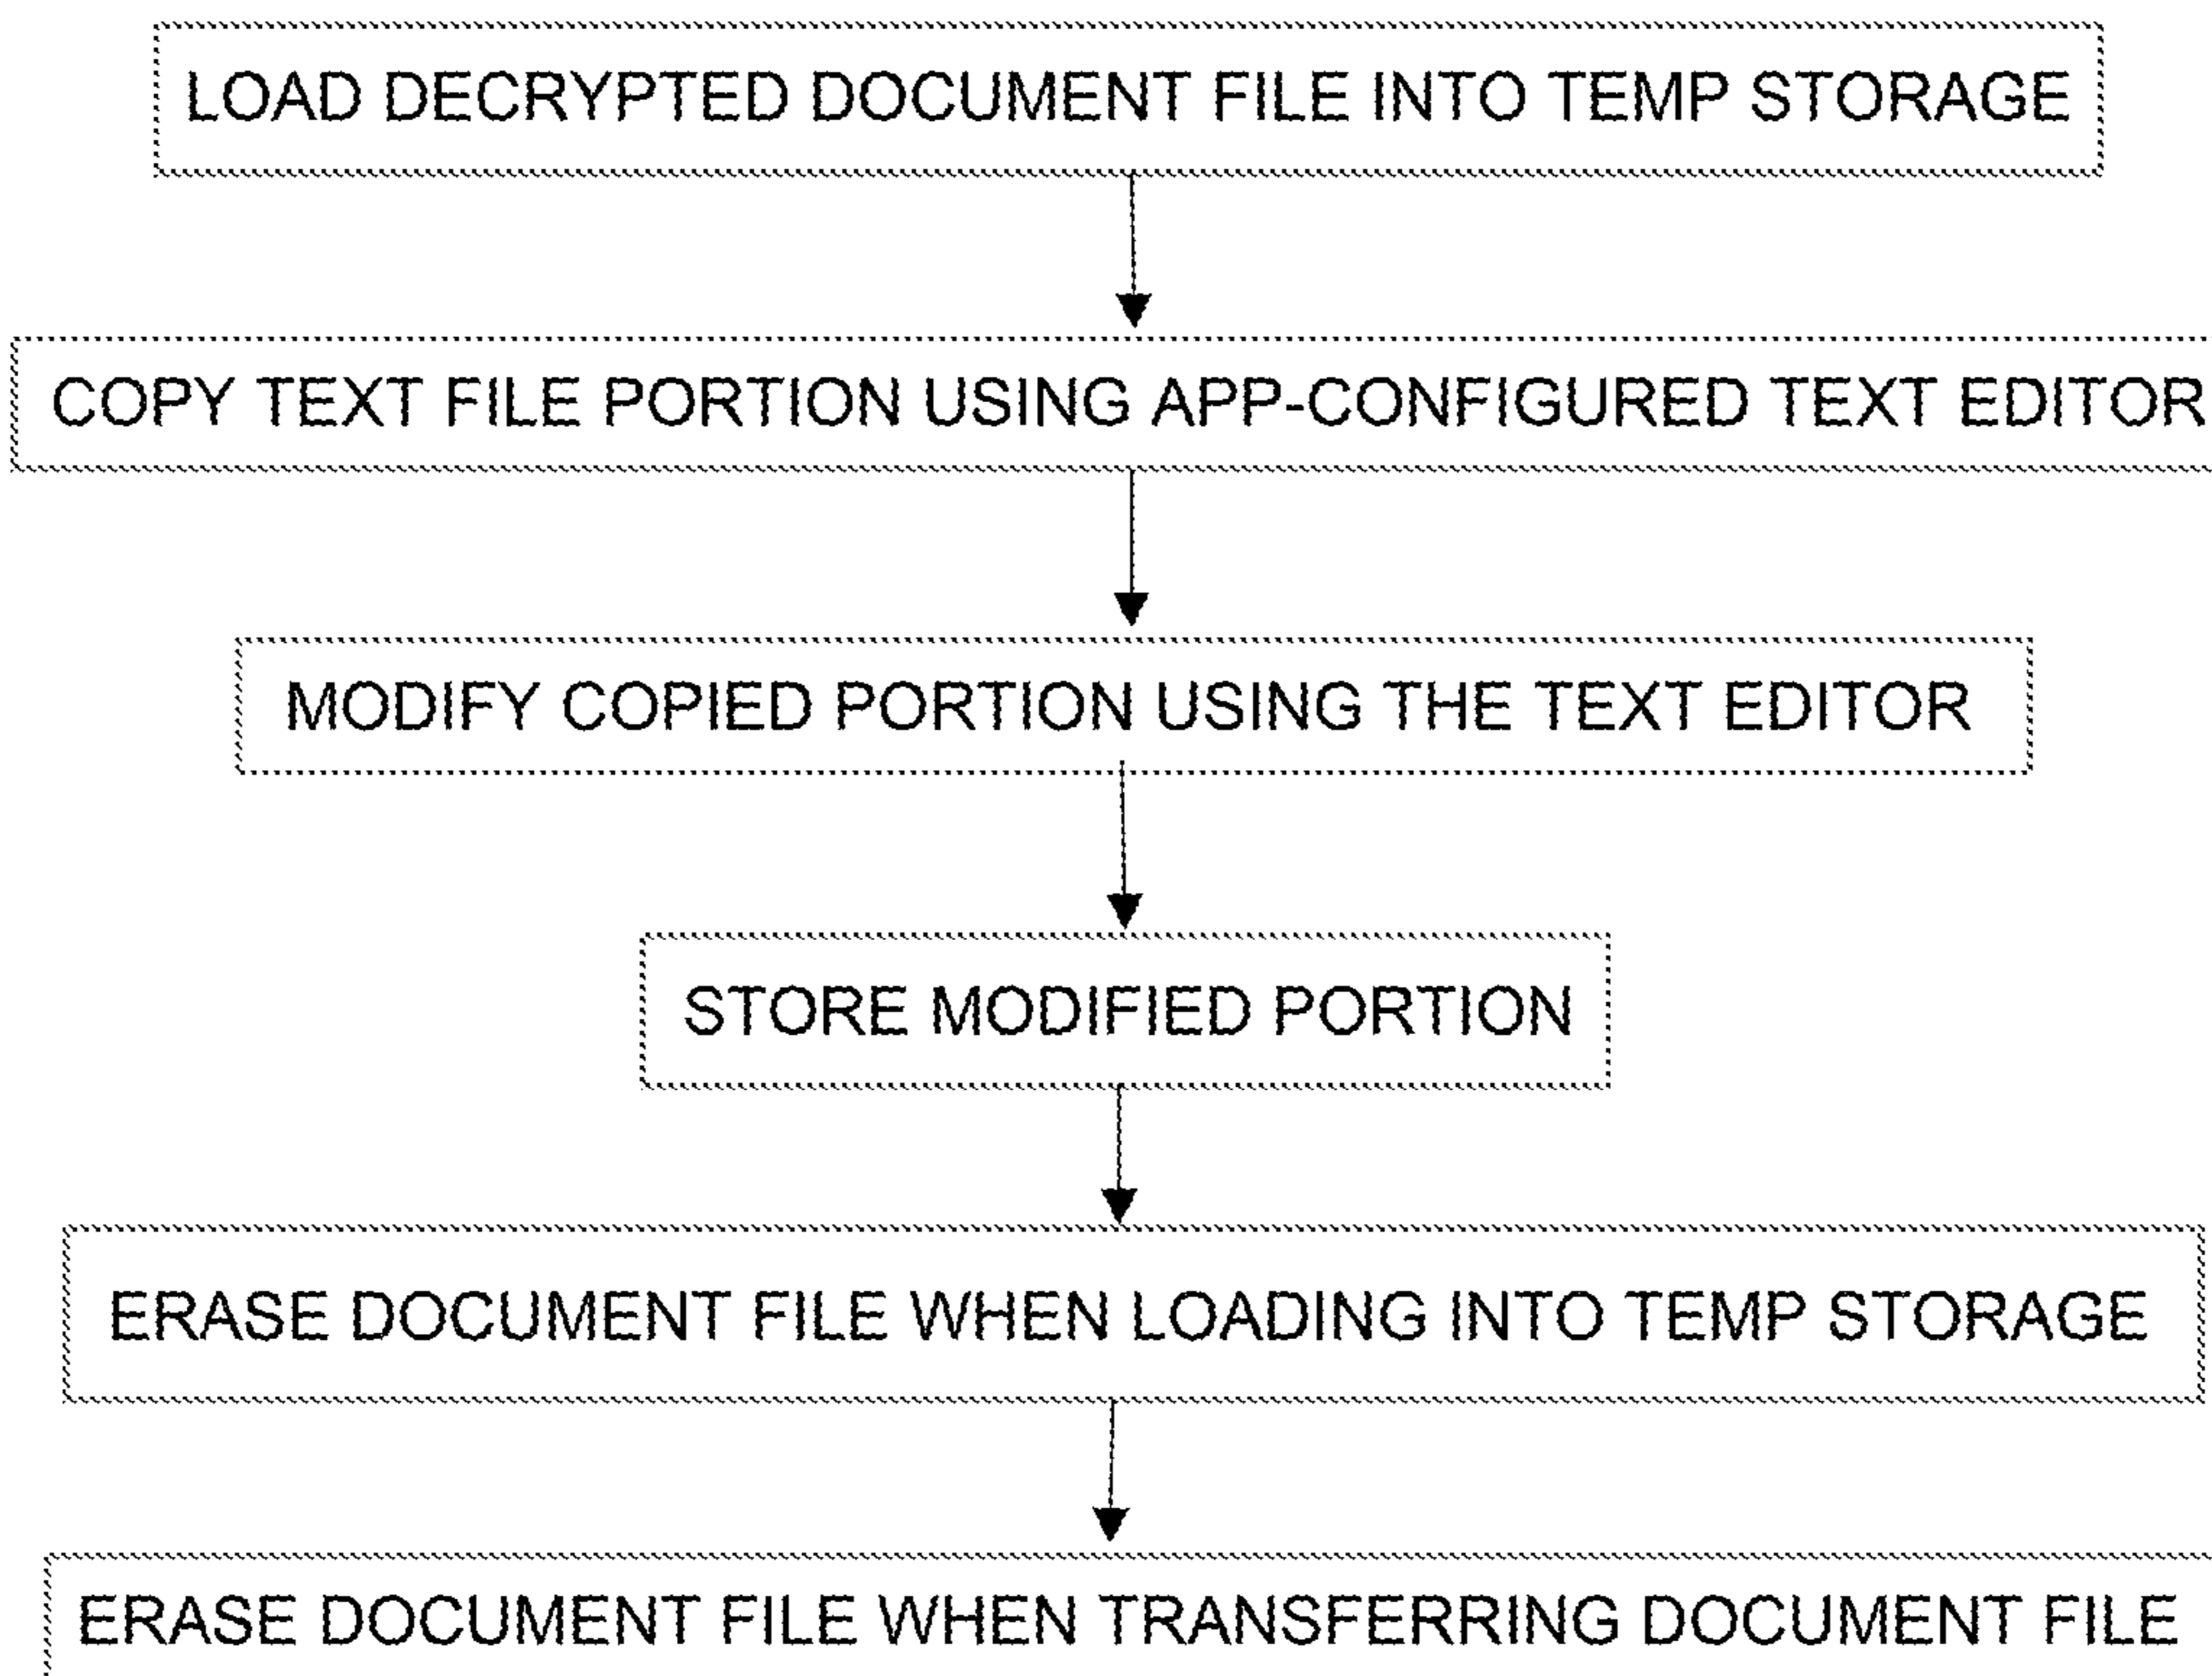 LOAD DECRYPTED DOCUMENT FILE INTO TEMP STORAGE
COPY TEXT FILE PORTION USING APP-CONFIGURED TEXT EDITOR
MODIFY COPIED PORTION USING THE TEXT EDITOR
STORE MODIFIED PORTION
ERASE DOCUMENT FILE WHEN LOADING INTO TEMP STORAGE
ERASE DOCUMENT FILE WHEN TRANSFERRING DOCUMENT FILE